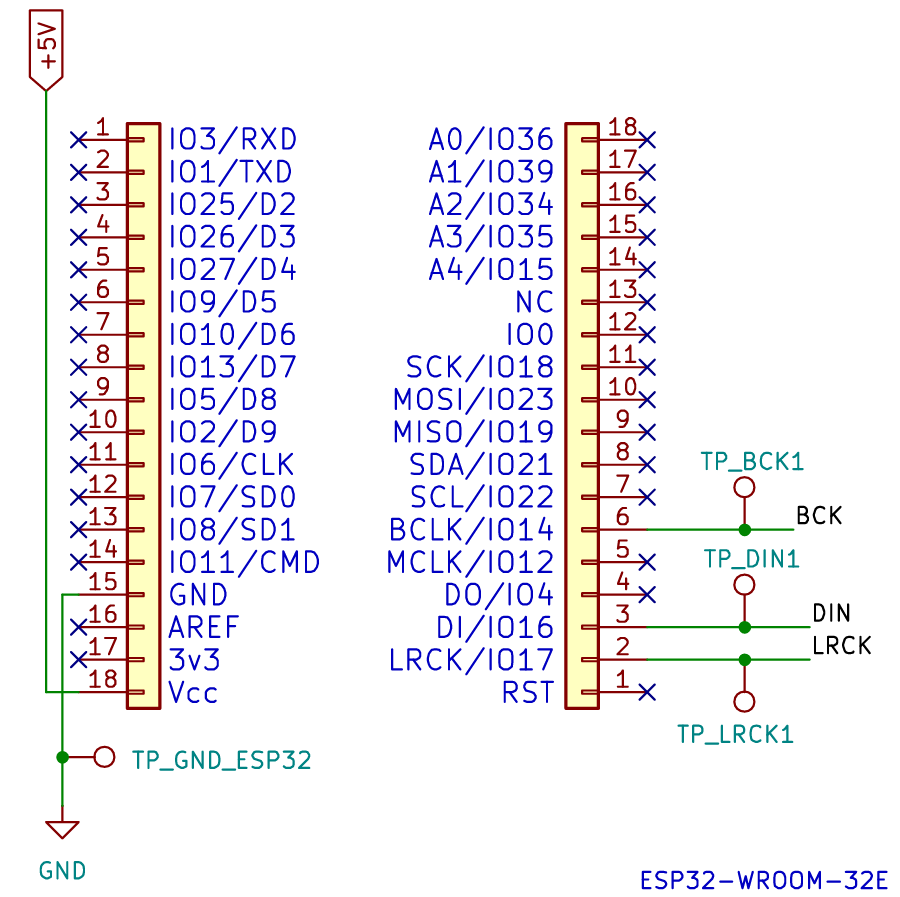 +5V
1 IO3/RXD
2 IO1/TXD
3 IO25/D2
4 IO26/D3
5 IO27/D4
6 IO9/D5
7 IO10/D6
8 IO13/D7
9 IO5/D8
10 IO2/D9
11 IO6/CLK
12 IO7/SD0
13 IO8/SD1
14 IO11/CMD
15 GND
16 AREF
17 3v3
18 Vcc
TP_GND_ESP32
GND
A0/IO36 18
A1/IO39 17
A2/IO34 16
A3/IO35 15
A4/IO15 14
NC 13
IO0 12
SCK/IO18 11
MOSI/IO23 10
MISO/IO19 9
SDA/IO21 8
SCL/IO22 7
BCLK/IO14 6
MCLK/IO12 5
DO/IO4 4
DI/IO16 3
LRCK/IO17 2
RST 1
TP_BCK1
BCK
TP_DIN1
DIN
LRCK
TP_LRCK1
ESP32-WROOM-32E